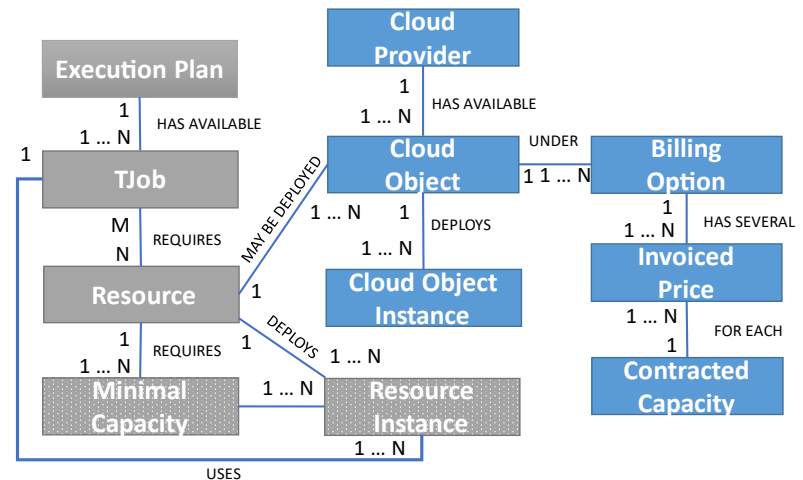 Cloud
Provider
Execution Plan
1
1 ... N
HAS AVAILABLE
1
1 ... N
HAS AVAILABLE
1
TJob
Cloud
Object
UNDER
1
1 ... N
Billing
Option
M
N
REQUIRES
MAY BE DEPLOYED
1 ... N
1
1 ... N
DEPLOYS
1
1 ... N
HAS SEVERAL
Resource
1
Cloud Object
Instance
Invoiced
Price
1
1 ... N
REQUIRES
1
DEPLOYS
1 ... N
1 ... N
1
FOR EACH
Minimal
Capacity
1 ... N
Resource
Instance
Contracted
Capacity
1 ... N
USES